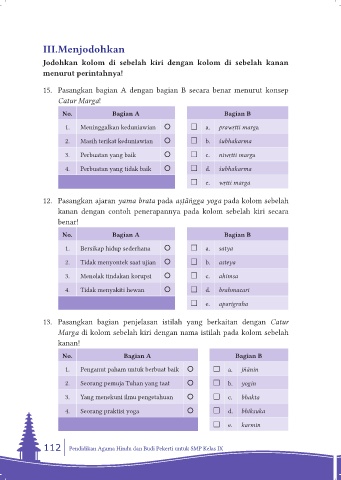 III.Menjodohkan
Jodohkan kolom di sebelah kiri dengan kolom di sebelah kanan
menurut perintahnya!
15. Pasangkan bagian A dengan bagian B secara benar menurut konsep
Catur Marga!
No. Bagian A Bagian B
1. Meninggalkan keduniawian a. prawrtti marga
2. Masih terikat keduniawian b. śubhakarma
3. Perbuatan yang baik c. niwrtti marga
4. Perbuatan yang tidak baik d. śubhakarma
e. wrtti marga
12. Pasangkan ajaran yama brata pada aṣṭāṅgga yoga pada kolom sebelah
kanan dengan contoh penerapannya pada kolom sebelah kiri secara
benar!
No. Bagian A Bagian B
1. Bersikap hidup sederhana a. satya
2. Tidak menyontek saat ujian b. asteya
3. Menolak tindakan korupsi c. ahimsa
4. Tidak menyakiti hewan d. brahmacari
e. aparigraha
13. Pasangkan bagian penjelasan istilah yang berkaitan dengan Catur
Marga di kolom sebelah kiri dengan nama istilah pada kolom sebelah
kanan!
No. Bagian A Bagian B
1. Penganut paham untuk berbuat baik a. jñānin
2. Seorang pemuja Tuhan yang taat b. yogin
3. Yang menekuni ilmu pengetahuan c. bhakta
4. Seorang praktisi yoga d. bhiksuka
e. karmin
112 Pendidikan Agama Hindu dan Budi Pekerti untuk SMP Kelas IX